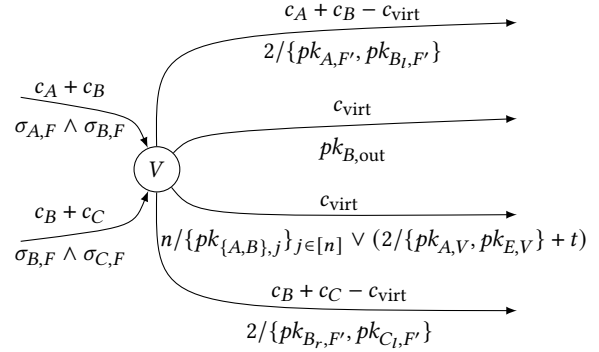 c_A + c_B − c_virt
2/{pk_{A,F′}, pk_{B_l,F′}}
c_A + c_B
σ_{A,F} ∧ σ_{B,F}
c_virt
pk_{B,out}
V
c_B + c_C
σ_{B,F} ∧ σ_{C,F}
c_virt
n/{pk_{{A,B},j}}_{j∈[n]} ∨ (2/{pk_{A,V}, pk_{E,V}} + t)
c_B + c_C − c_virt
2/{pk_{B_r,F′}, pk_{C_l,F′}}